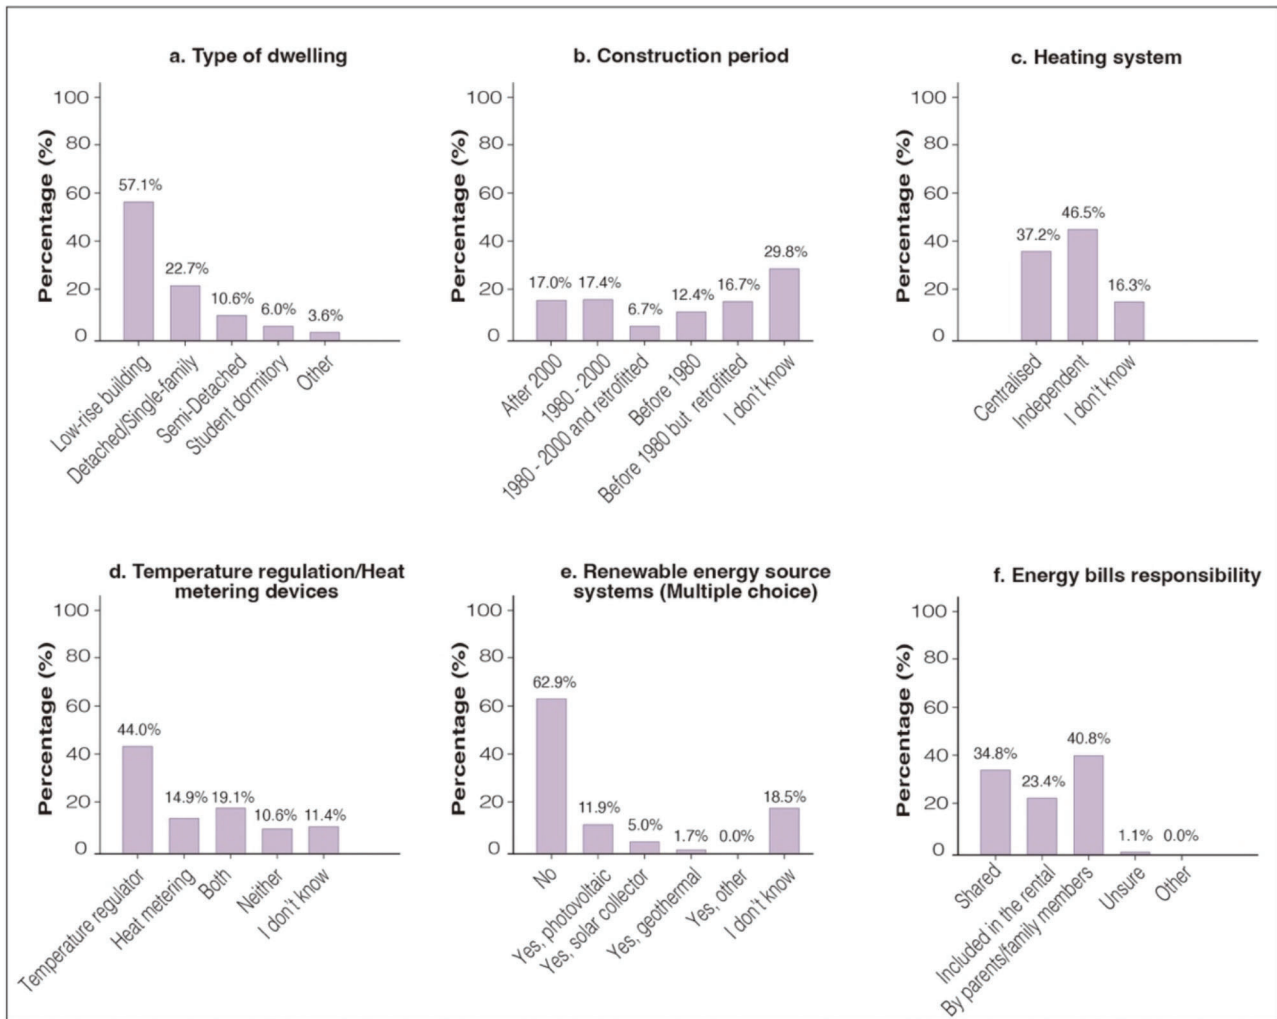 a. Type of dwelling
Percentage (%)
100
80
60
40
20
0
57.1%
22.7%
10.6%
6.0%
3.6%
Low-rise building
Detached/Single-family
Semi-Detached
Student dormitory
Other
b. Construction period
Percentage (%)
100
80
60
40
20
0
17.0%
17.4%
6.7%
12.4%
16.7%
29.8%
After 2000
1980 - 2000
1980 - 2000 and retrofitted
Before 1980
Before 1980 but retrofitted
I don't know
c. Heating system
Percentage (%)
100
80
60
40
20
0
37.2%
46.5%
16.3%
Centralised
Independent
I don't know
d. Temperature regulation/Heat
metering devices
Percentage (%)
100
80
60
40
20
0
44.0%
14.9%
19.1%
10.6%
11.4%
Temperature regulator
Heat metering
Both
Neither
I don't know
e. Renewable energy source
systems (Multiple choice)
Percentage (%)
100
80
60
40
20
0
62.9%
11.9%
5.0%
1.7%
0.0%
18.5%
No
Yes, photovoltaic
Yes, solar collector
Yes, geothermal
Yes, other
I don't know
f. Energy bills responsibility
Percentage (%)
100
80
60
40
20
0
34.8%
23.4%
40.8%
1.1%
0.0%
Shared
Included in the rental
By parents/family members
Unsure
Other